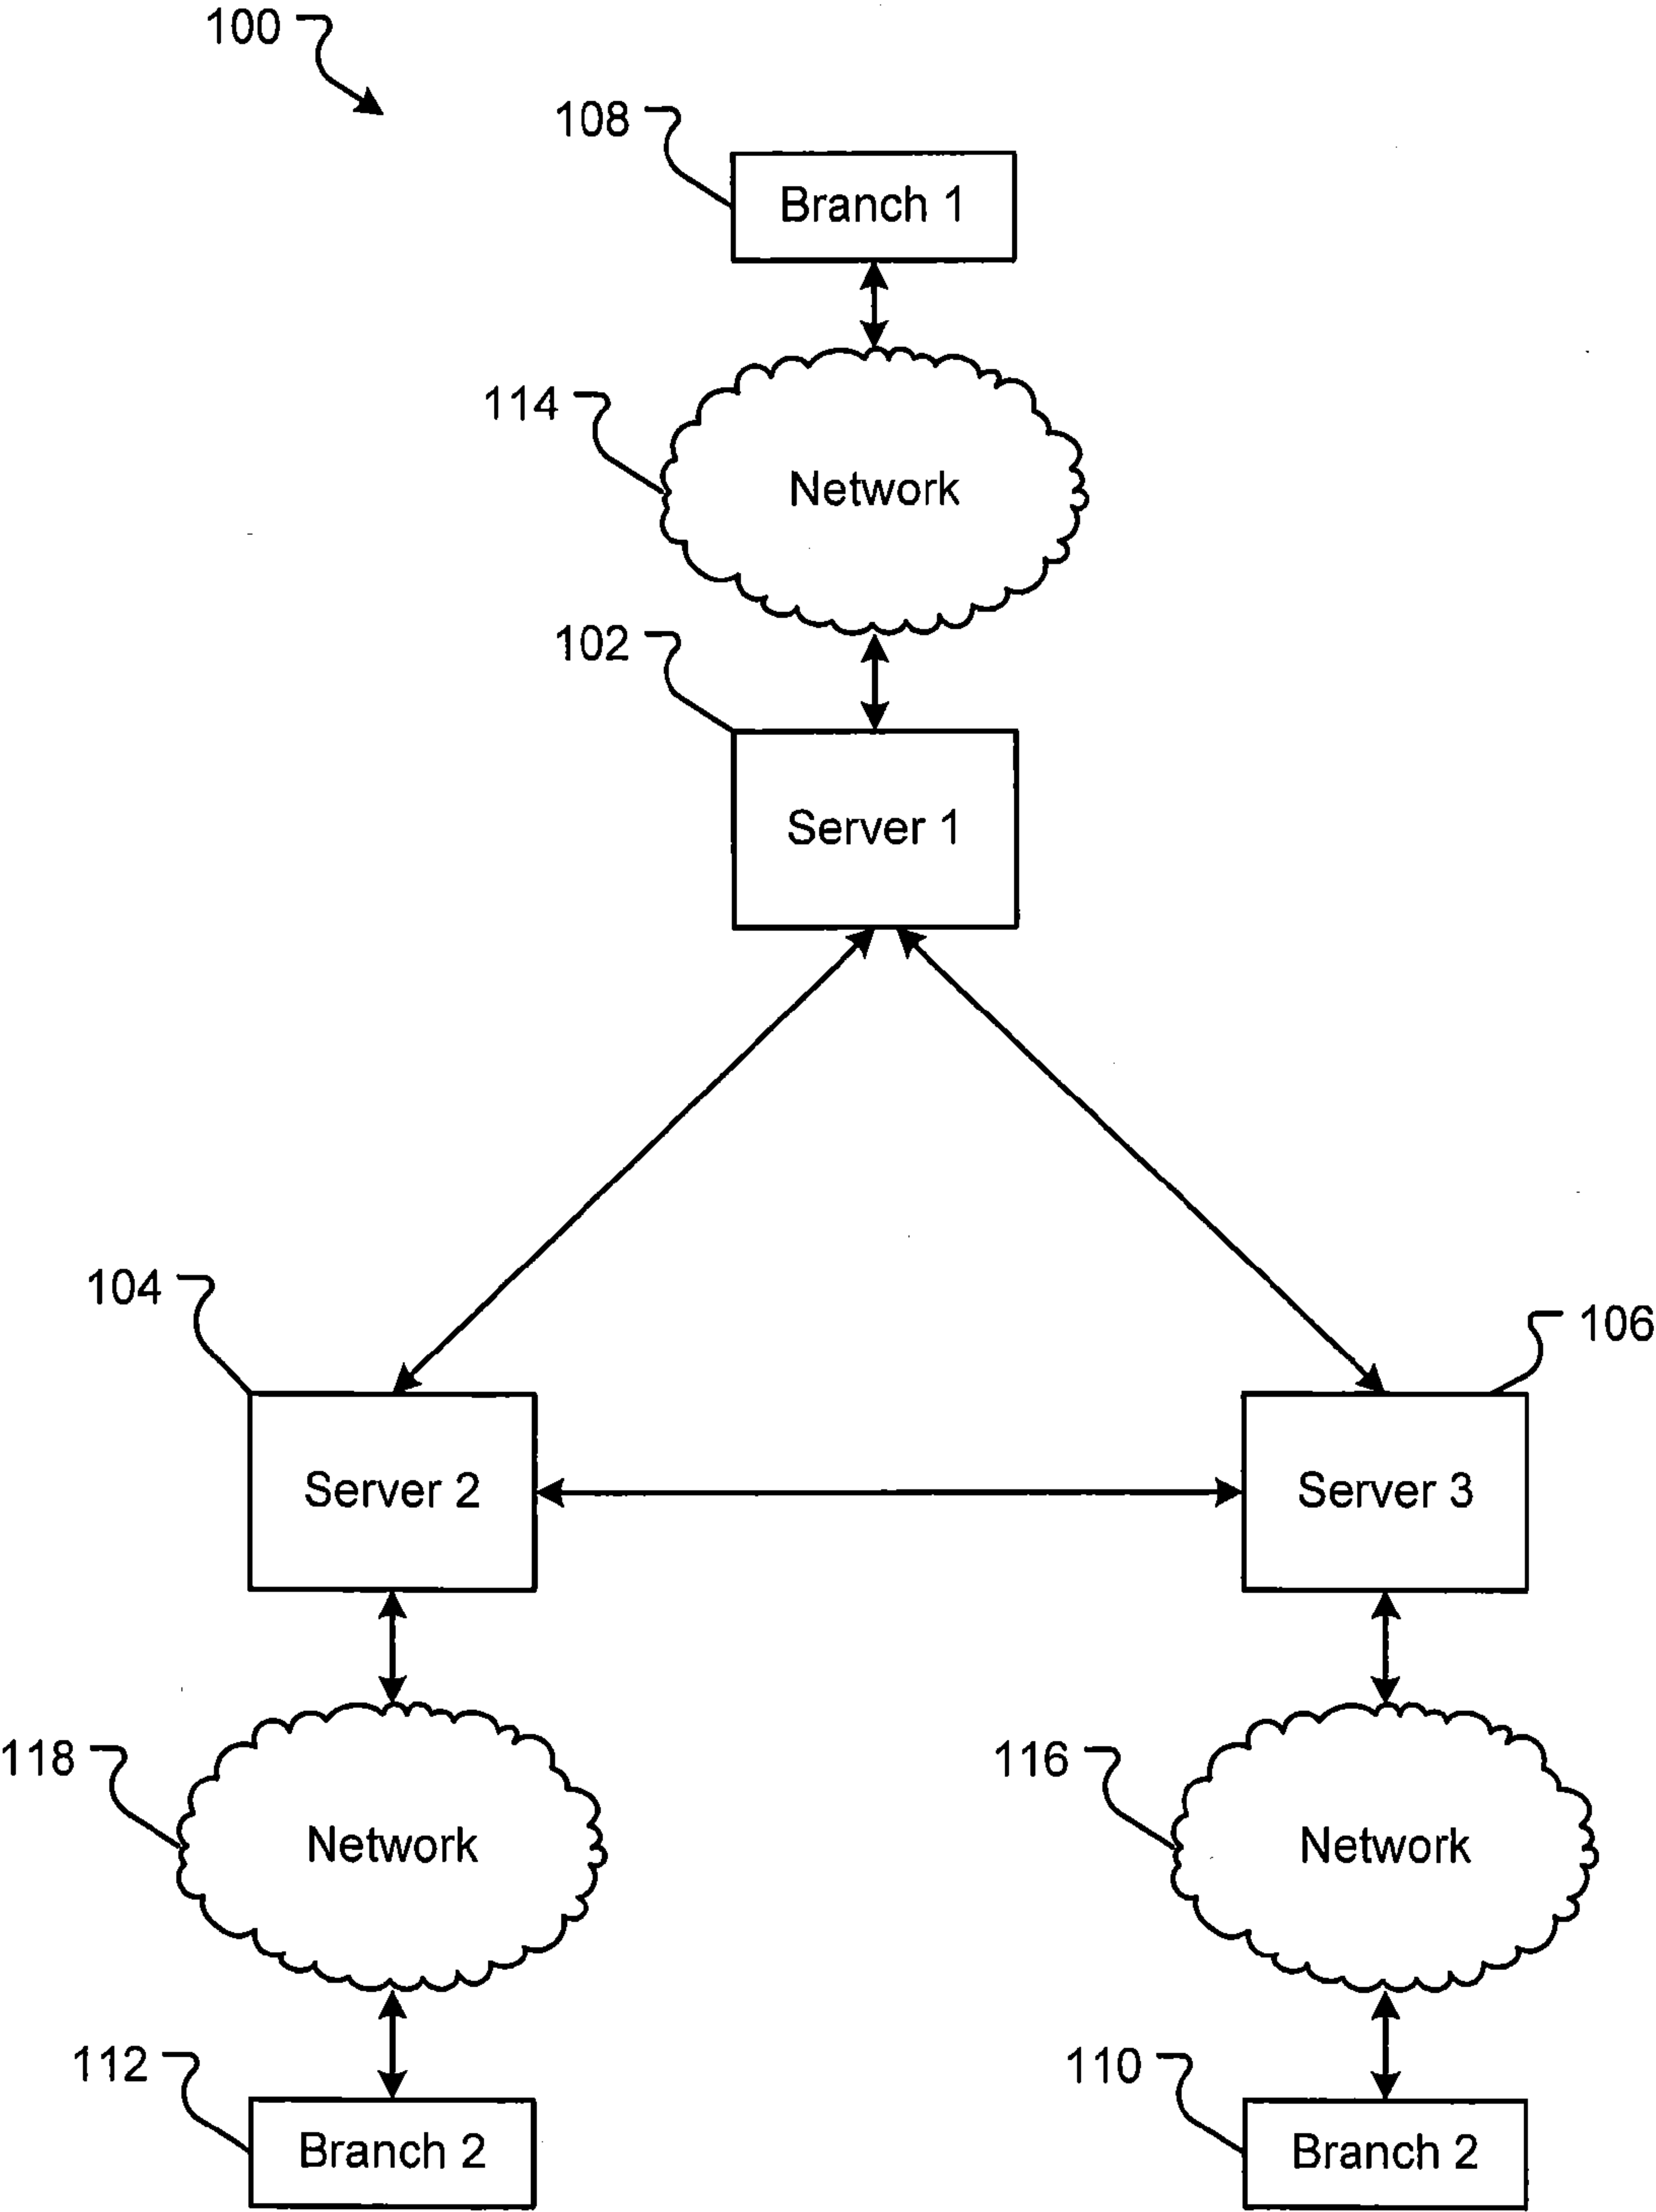 100
108
Branch 1
114
Network
102
Server 1
104
106
Server 2
Server 3
118
116
Network
Network
112
110
Branch 2
Branch 2